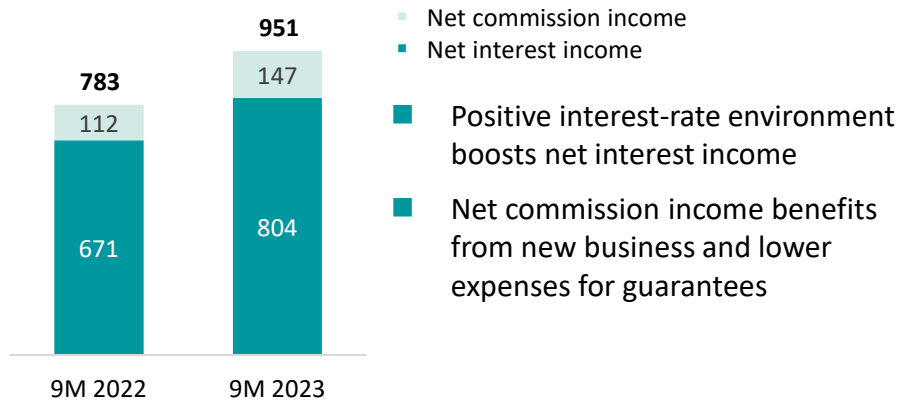 783
112
671
9M 2022
951
147
804
9M 2023
Net commission income
Net interest income
Positive interest-rate environment
boosts net interest income
Net commission income benefits
from new business and lower
expenses for guarantees